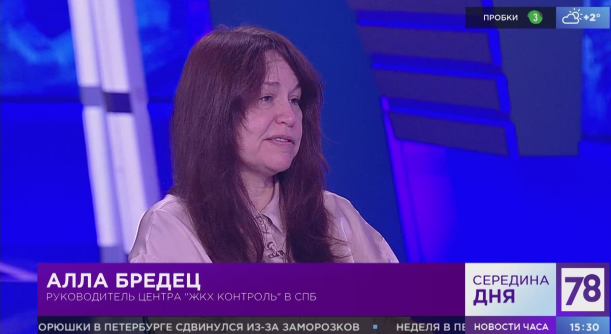 ПРОБКИ 3
+2°
АЛЛА БРЕДЕЦ
РУКОВОДИТЕЛЬ ЦЕНТРА "ЖКХ КОНТРОЛЬ" В СПБ
СЕРЕДИНА
ДНЯ
78
ОРЮШКИ В ПЕТЕРБУРГЕ СДВИНУЛСЯ ИЗ-ЗА ЗАМОРОЗКОВ • НЕДЕЛЯ В ПЕ
НОВОСТИ ЧАСА
15:30